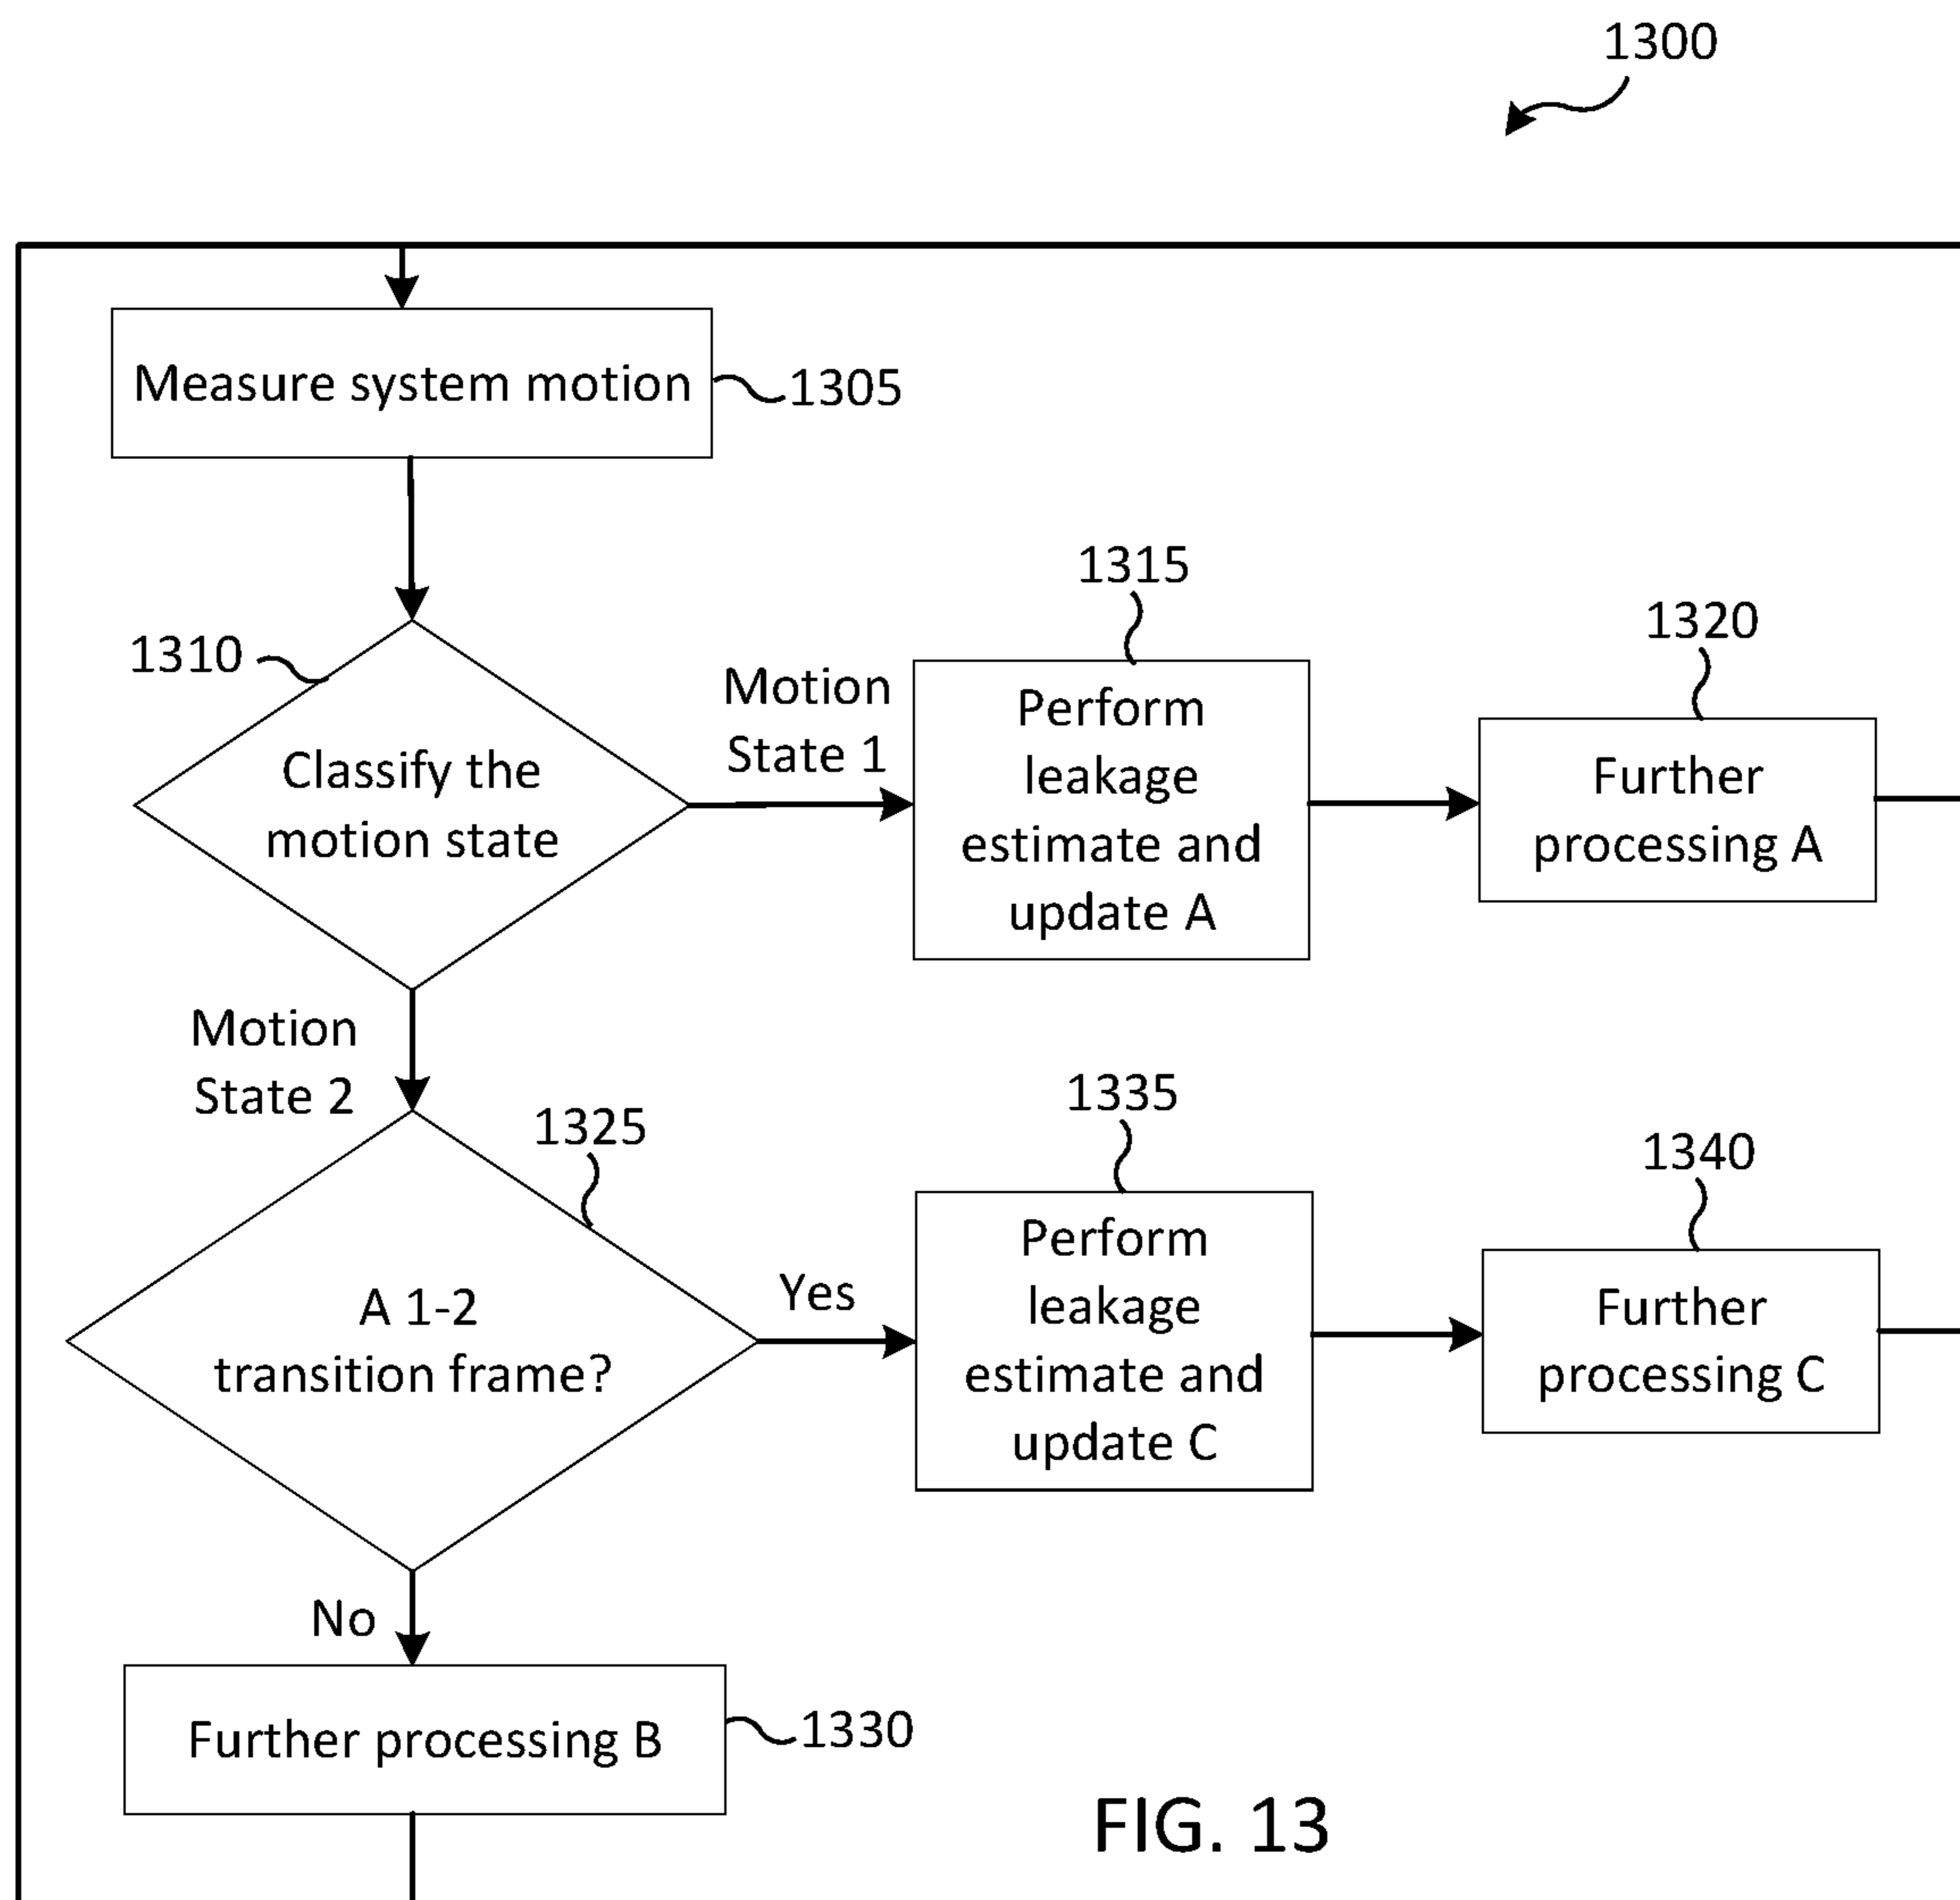 1300
Measure system motion
1305
1310
Classify the
motion state
Motion
State 1
1315
Perform
leakage
estimate and
update A
1320
Further
processing A
Motion
State 2
1325
A 1-2
transition frame?
Yes
1335
Perform
leakage
estimate and
update C
1340
Further
processing C
No
Further processing B
1330
FIG. 13